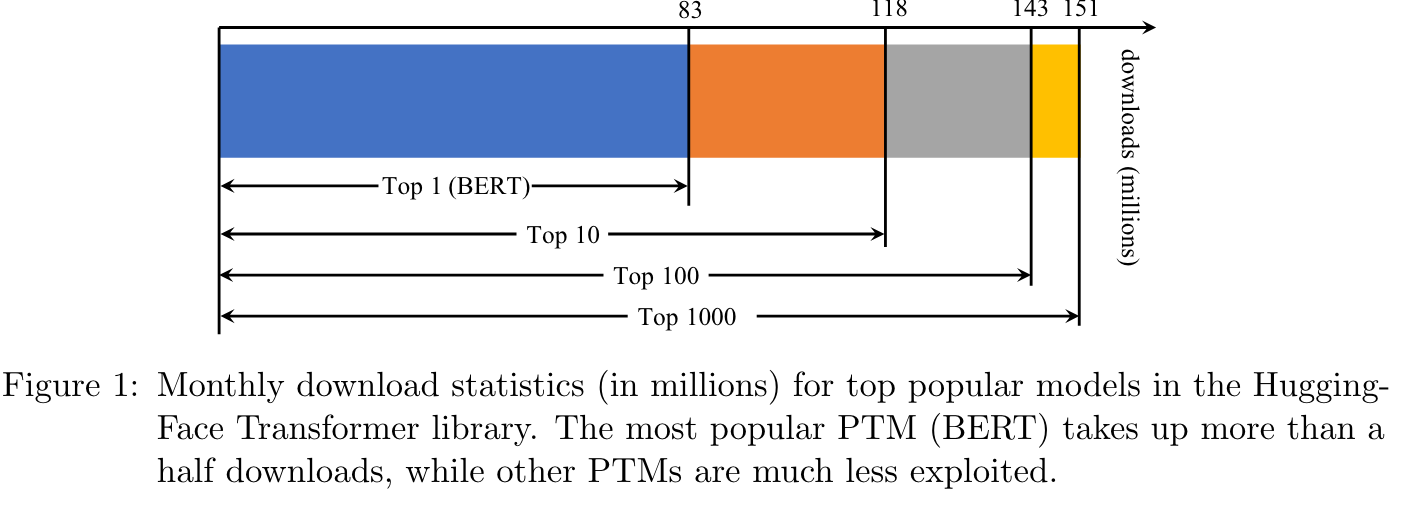 83 118 143 151
downloads (millions)
Top 1 (BERT)
Top 10
Top 100
Top 1000
Figure 1: Monthly download statistics (in millions) for top popular models in the Hugging-
Face Transformer library. The most popular PTM (BERT) takes up more than a
half downloads, while other PTMs are much less exploited.